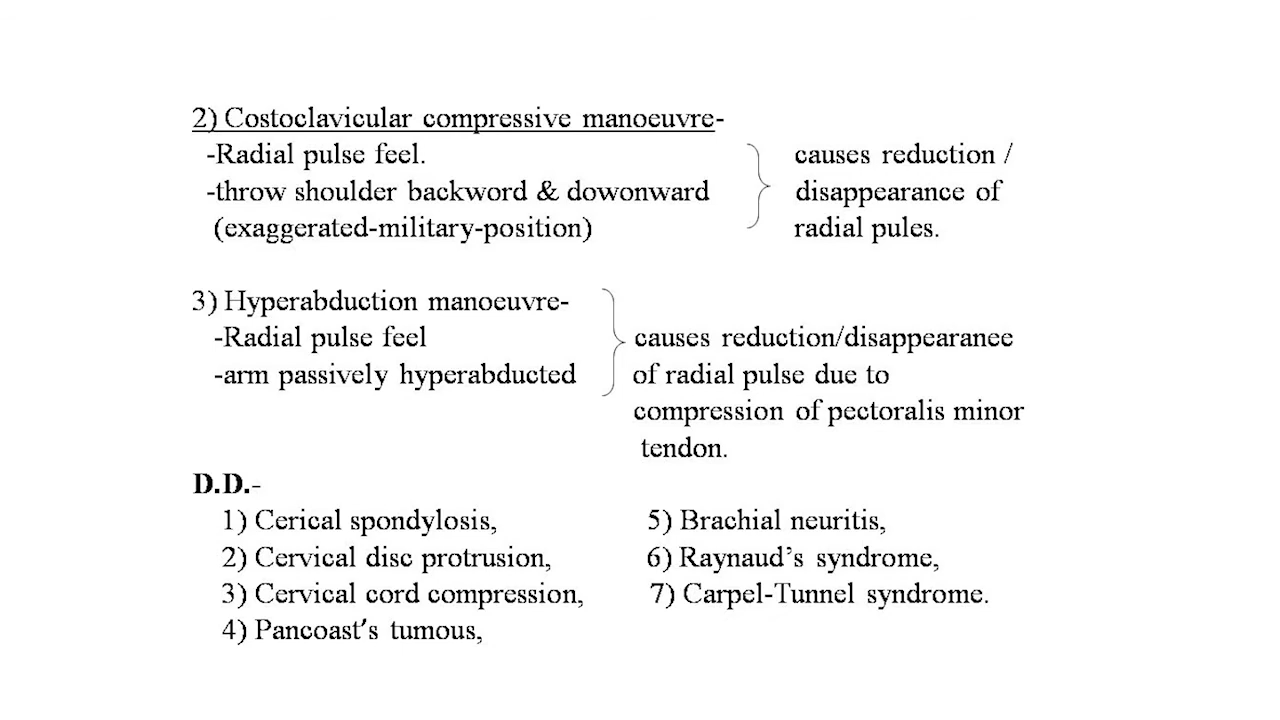 2) Costoclavicular compressive manoeuvre-
-Radial pulse feel.
-throw shoulder backword & dowonward
(exaggerated-military-position)
causes reduction /
disappearance of
radial pules.
3) Hyperabduction manoeuvre-
-Radial pulse feel
-arm passively hyperabducted
causes reduction/disappearanee
of radial pulse due to
compression of pectoralis minor
tendon.
D.D.-
1) Cerical spondylosis,
2) Cervical disc protrusion,
3) Cervical cord compression,
4) Pancoast's tumous,
5) Brachial neuritis,
6) Raynaud's syndrome,
7) Carpel-Tunnel syndrome.